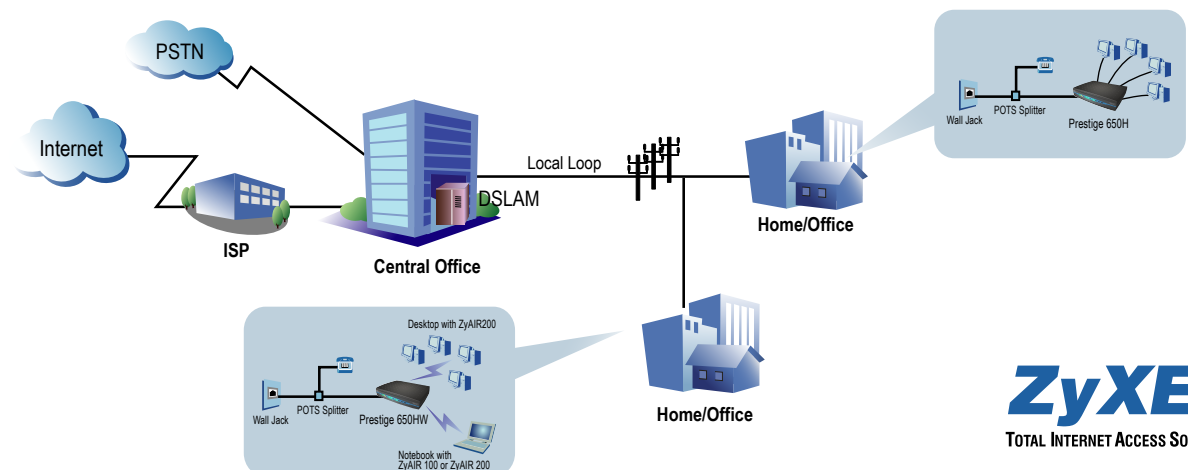 PSTN
Internet
ISP
Central Office
DSLAM
Local Loop
Home/Office
Wall Jack
POTS Splitter
Prestige 650H
Home/Office
Desktop with ZyAIR200
Wall Jack
POTS Splitter
Prestige 650HW
Notebook with
ZyAIR 100 or ZyAIR 200
ZyXE
TOTAL INTERNET ACCESS SO